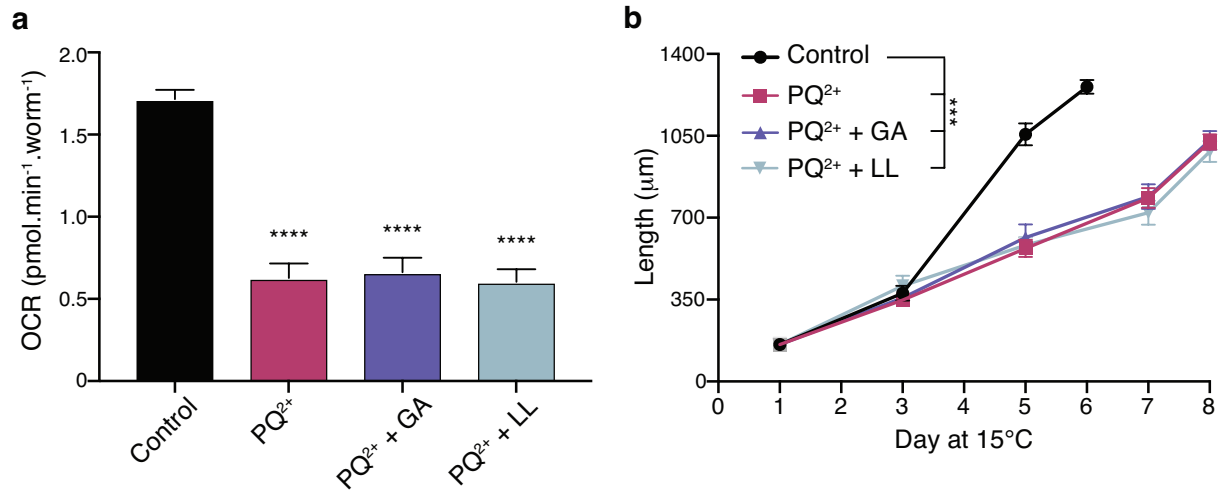 a
OCR (pmol.min⁻¹.worm⁻¹)
2.0
1.5
1.0
0.5
0
****
****
****
Control
PQ²⁺
PQ²⁺ + GA
PQ²⁺ + LL
b
Length (μm)
1400
1050
700
350
0
Control
PQ²⁺
PQ²⁺ + GA
PQ²⁺ + LL
***
0
1
2
3
4
5
6
7
8
Day at 15°C